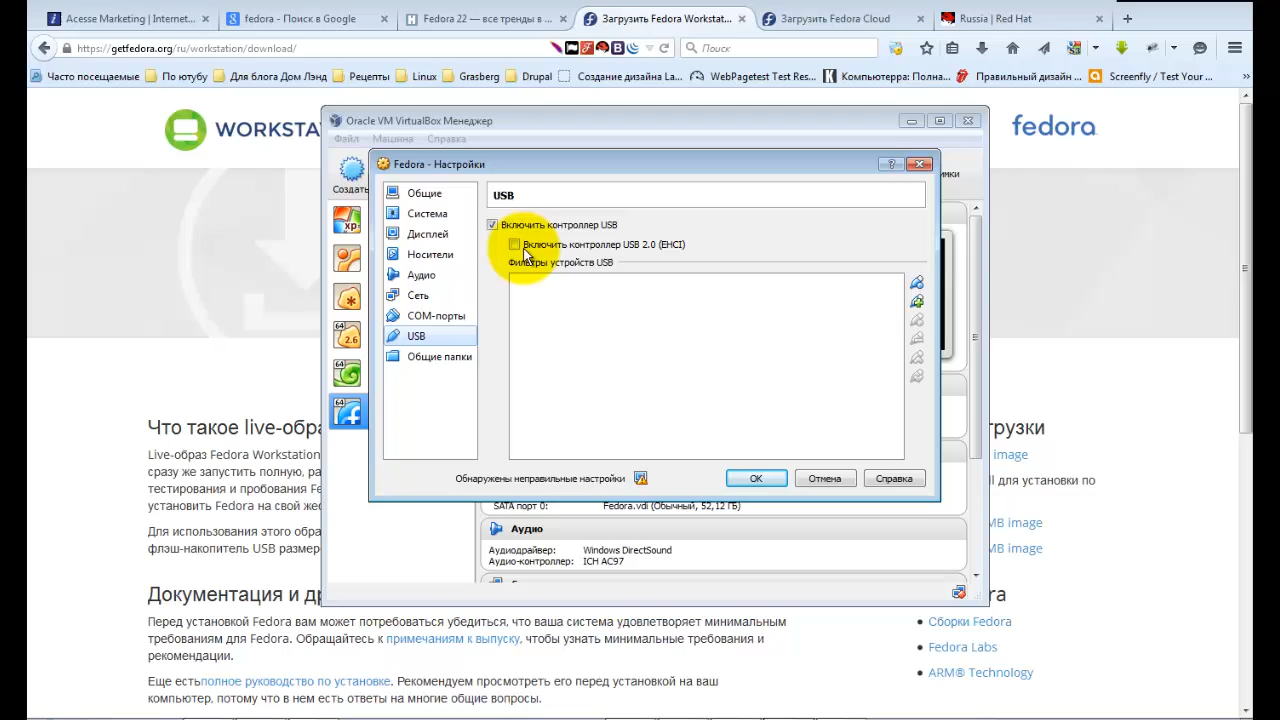 Acesse Marketing | Internet...
fedora - Поиск в Google
Fedora 22 — все тренды в ...
Загрузить Fedora Workstat...
Загрузить Fedora Cloud
Russia | Red Hat
https://getfedora.org/ru/workstation/download/
Поиск
Часто посещаемые
По ютубу
Для блога Дом Лэнд
Рецепты
Linux
Grasberg
Drupal
Создание дизайна La...
WebPagetest Test Res...
Компьютерра: Полна...
Правильный дизайн ...
Screenfly / Test Your ...
WORKSTA
fedora
Oracle VM VirtualBox Менеджер
Файл Машина Справка
Создать
имки
Fedora - Настройки
Общие
Система
Дисплей
Носители
Аудио
Сеть
COM-порты
USB
Общие папки
USB
Включить контроллер USB
Включить контроллер USB 2.0 (EHCI)
Фильтры устройств USB
Обнаружены неправильные настройки
OK
Отмена
Справка
SATA порт 0: Fedora.vdi (Обычный, 52,12 ГБ)
Аудио
Аудиодрайвер: Windows DirectSound
Аудио-контроллер: ICH AC97
Что такое live-обра
Live-образ Fedora Workstation
сразу же запустить полную, ра
тестирования и пробования Fe
установить Fedora на свой жес
Для использования этого обра
флэш-накопитель USB размеро
Документация и др
Перед установкой Fedora вам может потребоваться убедиться, что ваша система удовлетворяет минимальным
требованиям для Fedora. Обращайтесь к примечаниям к выпуску, чтобы узнать минимальные требования и
рекомендации.
Еще есть полное руководство по установке. Рекомендуем просмотреть его перед установкой на ваш
компьютер, потому что в нем есть ответы на многие общие вопросы.
грузки
image
ll для установки по
MB image
MB image
ora
Сборки Fedora
Fedora Labs
ARM® Technology